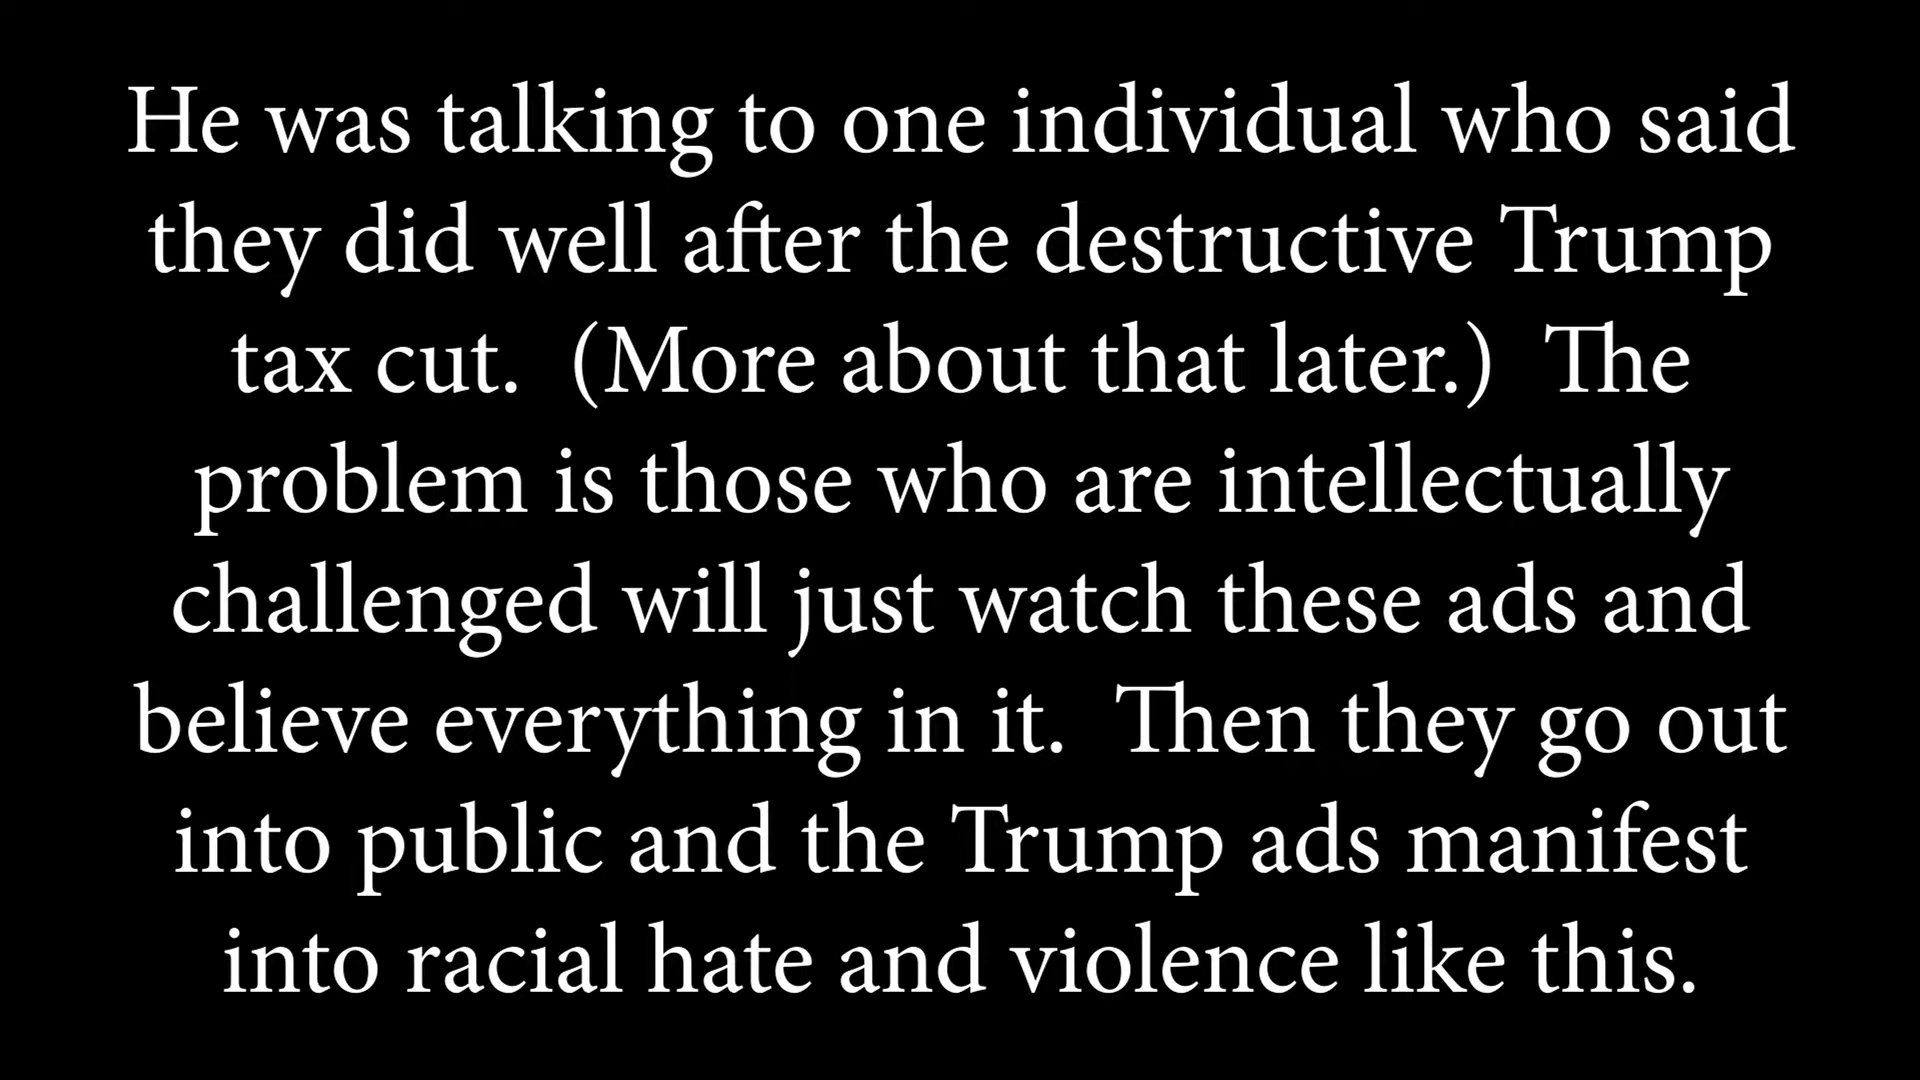 He was talking to one individual who said
they did well after the destructive Trump
tax cut.  (More about that later.)  The
problem is those who are intellectually
challenged will just watch these ads and
believe everything in it.  Then they go out
into public and the Trump ads manifest
into racial hate and violence like this.